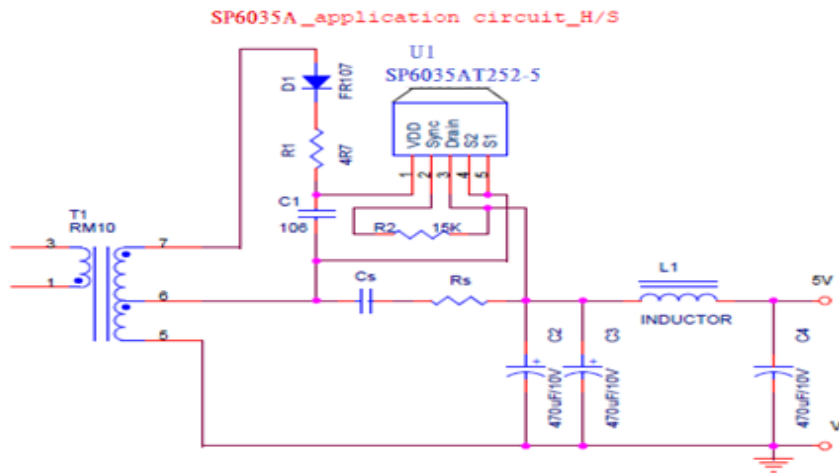 SP6035A_application circuit_H/S
U1
SP6035AT252-5
D1
FR107
VDD
Sync
Drain
S2
S1
R1
4R7
1
2
3
4
5
C1
106
R2
15K
T1
RM10
3
7
1
6
5
Cs
Rs
L1
5V
INDUCTOR
C2
470uF/10V
C3
470uF/10V
C4
470uF/10V